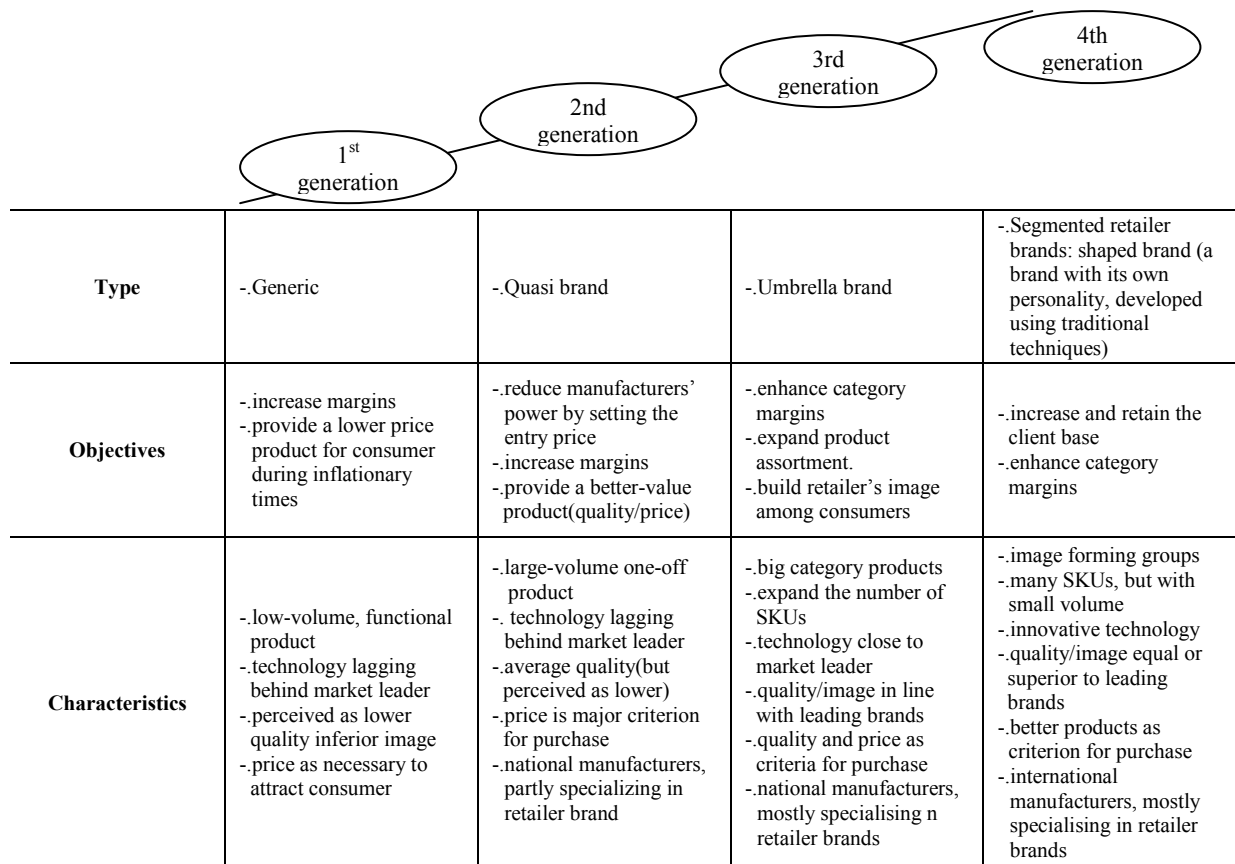 1st
generation
2nd
generation
3rd
generation
4th
generation
Type
-.Generic
-.Quasi brand
-.Umbrella brand
-.Segmented retailer
brands: shaped brand (a
brand with its own
personality, developed
using traditional
techniques)
Objectives
-.increase margins
-.provide a lower price
product for consumer
during inflationary
times
-.reduce manufacturers’
power by setting the
entry price
-.increase margins
-.provide a better-value
product(quality/price)
-.enhance category
margins
-.expand product
assortment.
-.build retailer’s image
among consumers
-.increase and retain the
client base
-.enhance category
margins
Characteristics
-.low-volume, functional
product
-.technology lagging
behind market leader
-.perceived as lower
quality inferior image
-.price as necessary to
attract consumer
-.large-volume one-off
product
-. technology lagging
behind market leader
-.average quality(but
perceived as lower)
-.price is major criterion
for purchase
-.national manufacturers,
partly specializing in
retailer brand
-.big category products
-.expand the number of
SKUs
-.technology close to
market leader
-.quality/image in line
with leading brands
-.quality and price as
criteria for purchase
-.national manufacturers,
mostly specialising n
retailer brands
-.image forming groups
-.many SKUs, but with
small volume
-.innovative technology
-.quality/image equal or
superior to leading
brands
-.better products as
criterion for purchase
-.international
manufacturers, mostly
specialising in retailer
brands